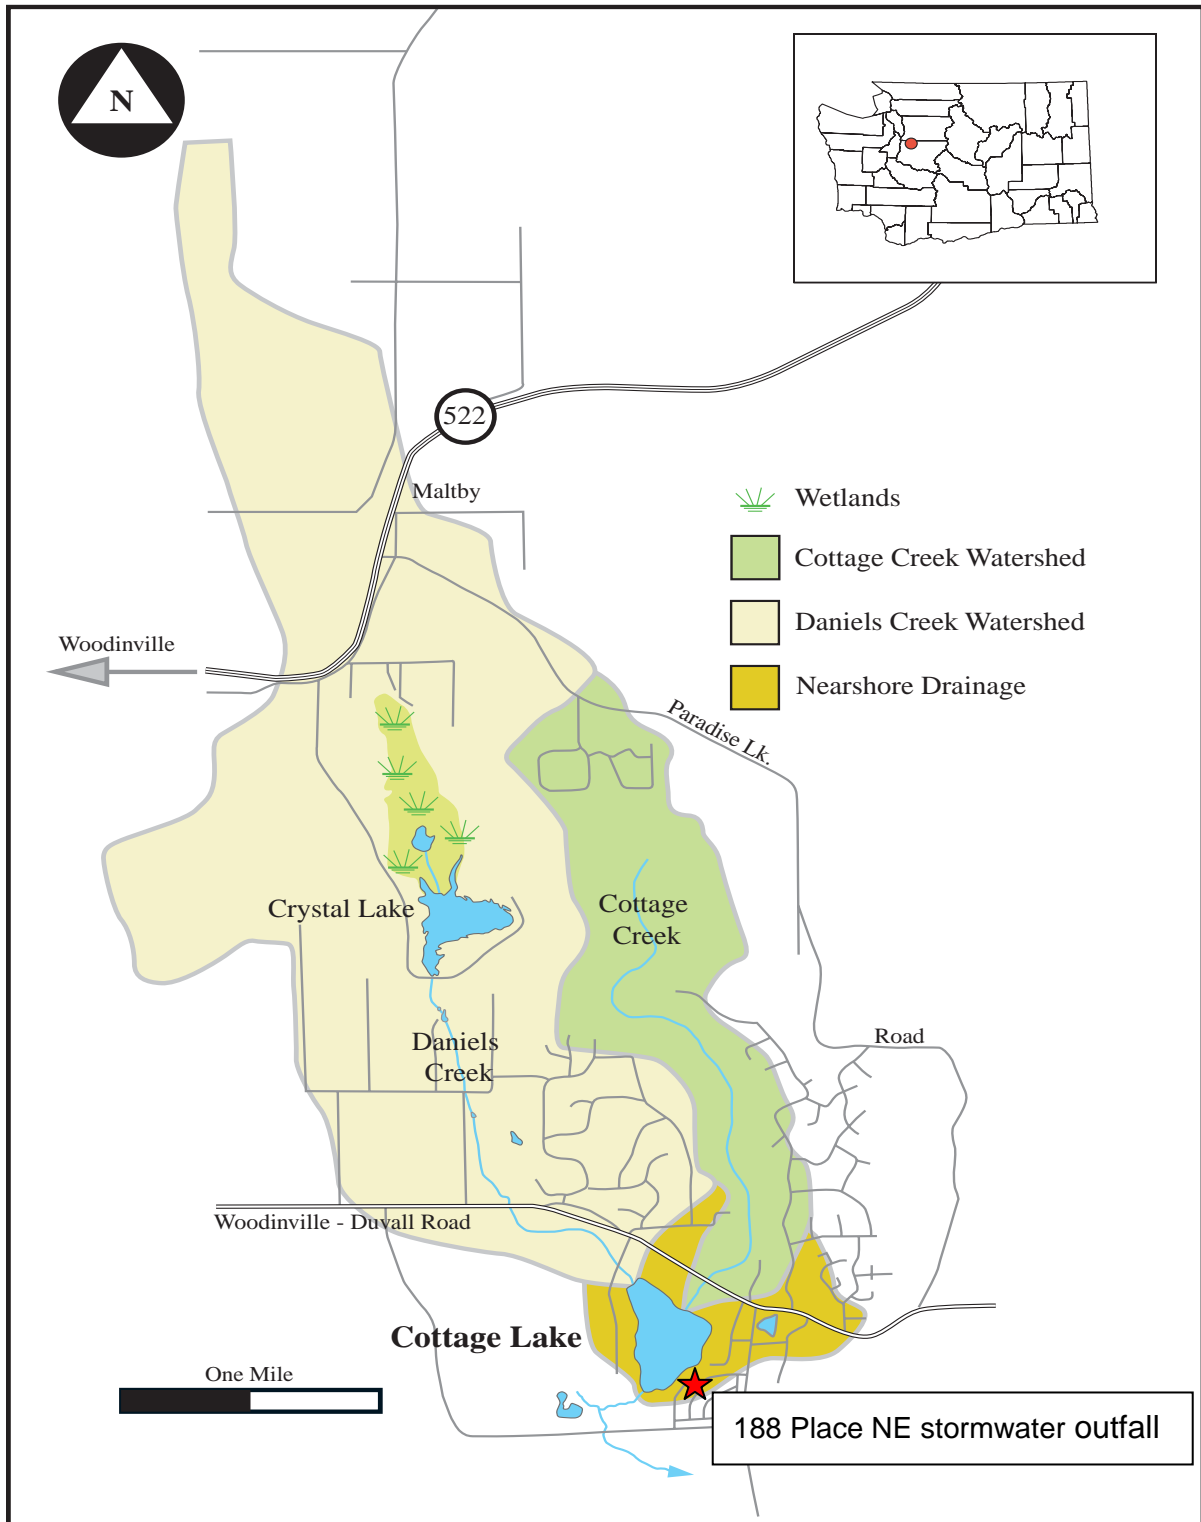 N
522
Maltby
Wetlands
Cottage Creek Watershed
Daniels Creek Watershed
Nearshore Drainage
Woodinville
Paradise Lk.
Crystal Lake
Cottage
Creek
Road
Daniels
Creek
Woodinville - Duvall Road
Cottage Lake
One Mile
188 Place NE stormwater outfall